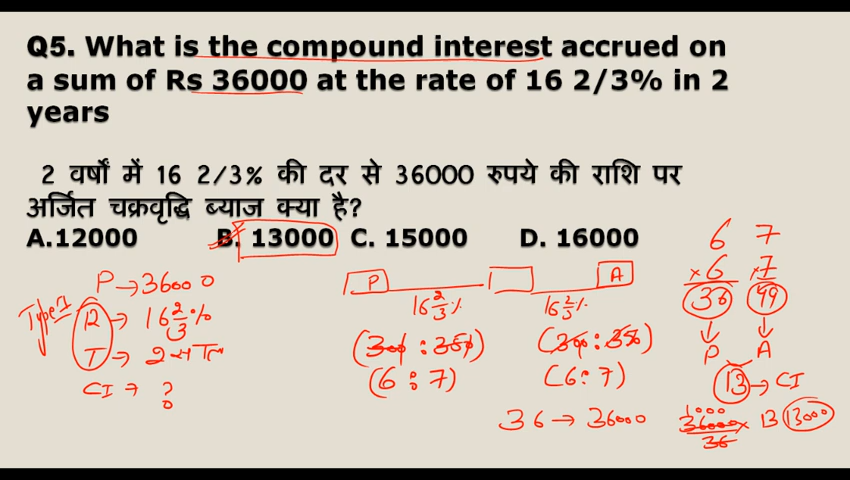 Q5. What is the compound interest accrued on
a sum of Rs 36000 at the rate of 16 2/3% in 2
years
2 वर्षों में 16 2/3% की दर से 36000 रुपये की राशि पर
अर्जित चक्रवृद्धि ब्याज क्या है?
A.12000 B. 13000 C. 15000 D. 16000
P → 36000
Type 1
R → 16 2/3 %
T → 2 साल
CI → ?
P A
16 2/3 % 16 2/3 %
(300 : 350) (300 : 350)
(6 : 7) (6 : 7)
36 → 36000
6 7
×6 ×7
36 49
P A
13 → CI
1000
36000/36 × 13 13000